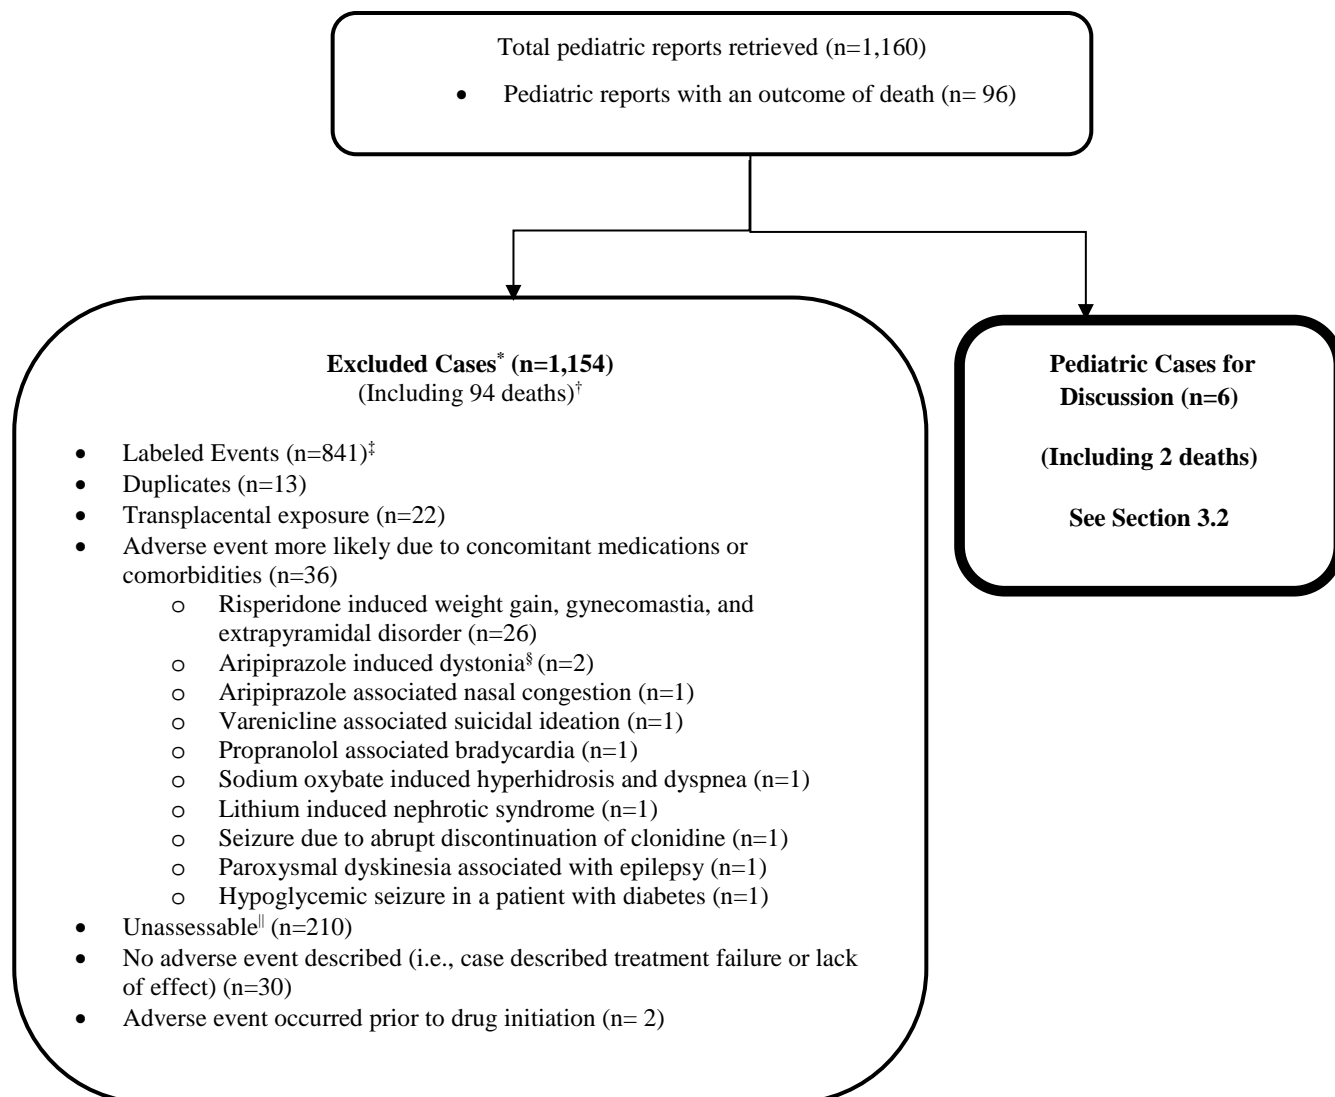 Total pediatric reports retrieved (n=1,160)
• Pediatric reports with an outcome of death (n= 96)
Excluded Cases* (n=1,154)
(Including 94 deaths)†
• Labeled Events (n=841)‡
• Duplicates (n=13)
• Transplacental exposure (n=22)
• Adverse event more likely due to concomitant medications or
comorbidities (n=36)
o Risperidone induced weight gain, gynecomastia, and
extrapyramidal disorder (n=26)
o Aripiprazole induced dystonia§ (n=2)
o Aripiprazole associated nasal congestion (n=1)
o Varenicline associated suicidal ideation (n=1)
o Propranolol associated bradycardia (n=1)
o Sodium oxybate induced hyperhidrosis and dyspnea (n=1)
o Lithium induced nephrotic syndrome (n=1)
o Seizure due to abrupt discontinuation of clonidine (n=1)
o Paroxysmal dyskinesia associated with epilepsy (n=1)
o Hypoglycemic seizure in a patient with diabetes (n=1)
• Unassessable‖ (n=210)
• No adverse event described (i.e., case described treatment failure or lack
of effect) (n=30)
• Adverse event occurred prior to drug initiation (n= 2)
Pediatric Cases for
Discussion (n=6)
(Including 2 deaths)
See Section 3.2